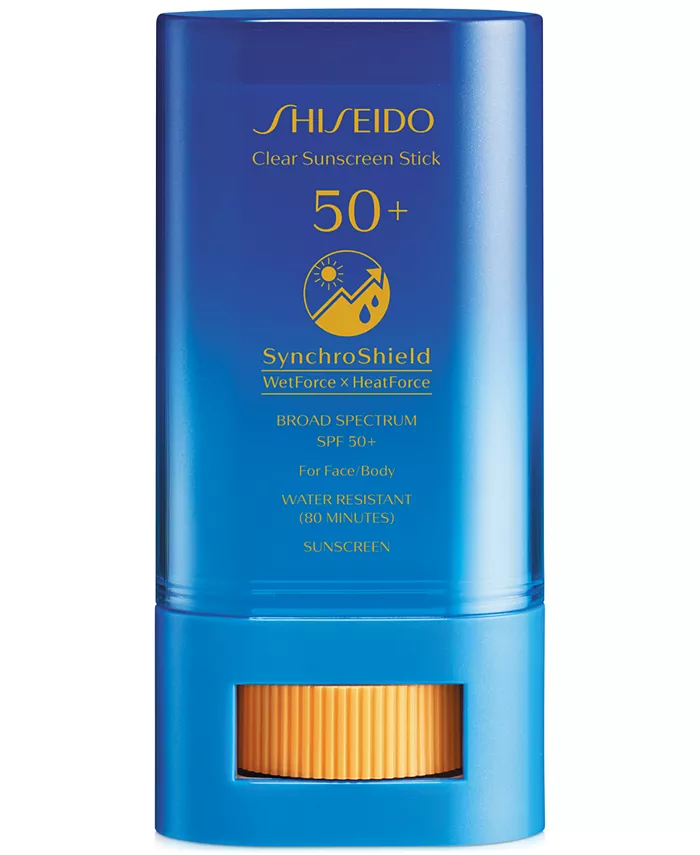 SHISEIDO
Clear Sunscreen Stick
50+
SynchroShield
WetForce × HeatForce
BROAD SPECTRUM
SPF 50+
For Face/Body
WATER RESISTANT
(80 MINUTES)
SUNSCREEN